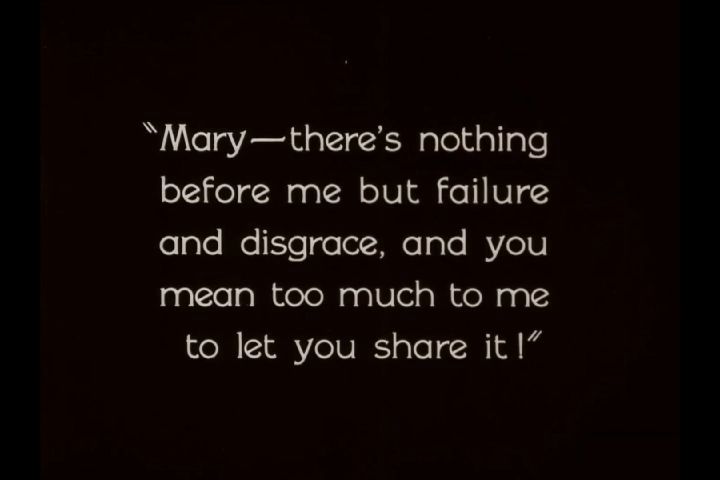 "Mary—there's nothing
before me but failure
and disgrace, and you
mean too much to me
to let you share it!"